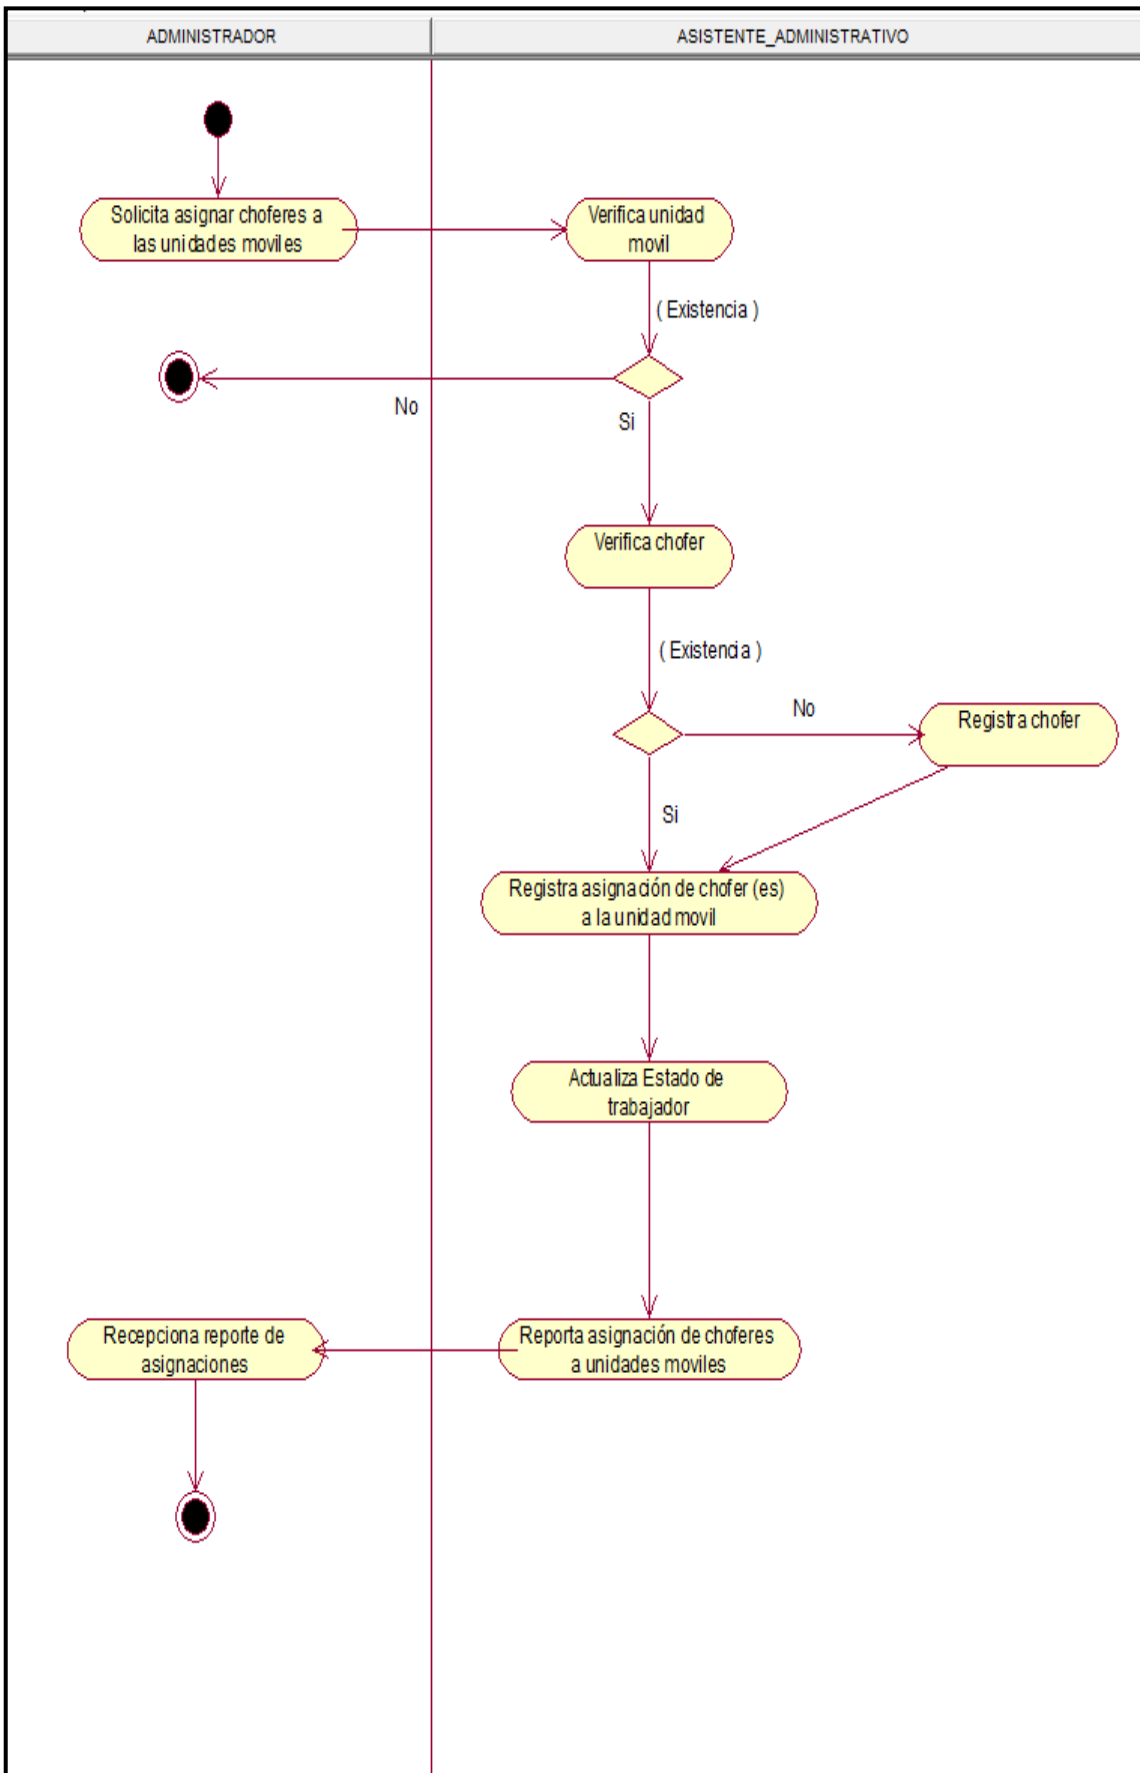 ADMINISTRADOR
ASISTENTE_ADMINISTRATIVO
Solicita asignar choferes a
las unidades moviles
Verifica unidad
movil
( Existencia )
No
Si
Verifica chofer
( Existencia )
No
Registra chofer
Si
Registra asignación de chofer (es)
a la unidad movil
Actualiza Estado de
trabajador
Recepciona reporte de
asignaciones
Reporta asignación de choferes
a unidades moviles